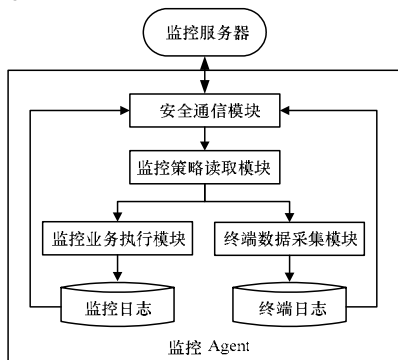 监控服务器
安全通信模块
监控策略读取模块
监控业务执行模块
终端数据采集模块
监控日志
终端日志
监控 Agent